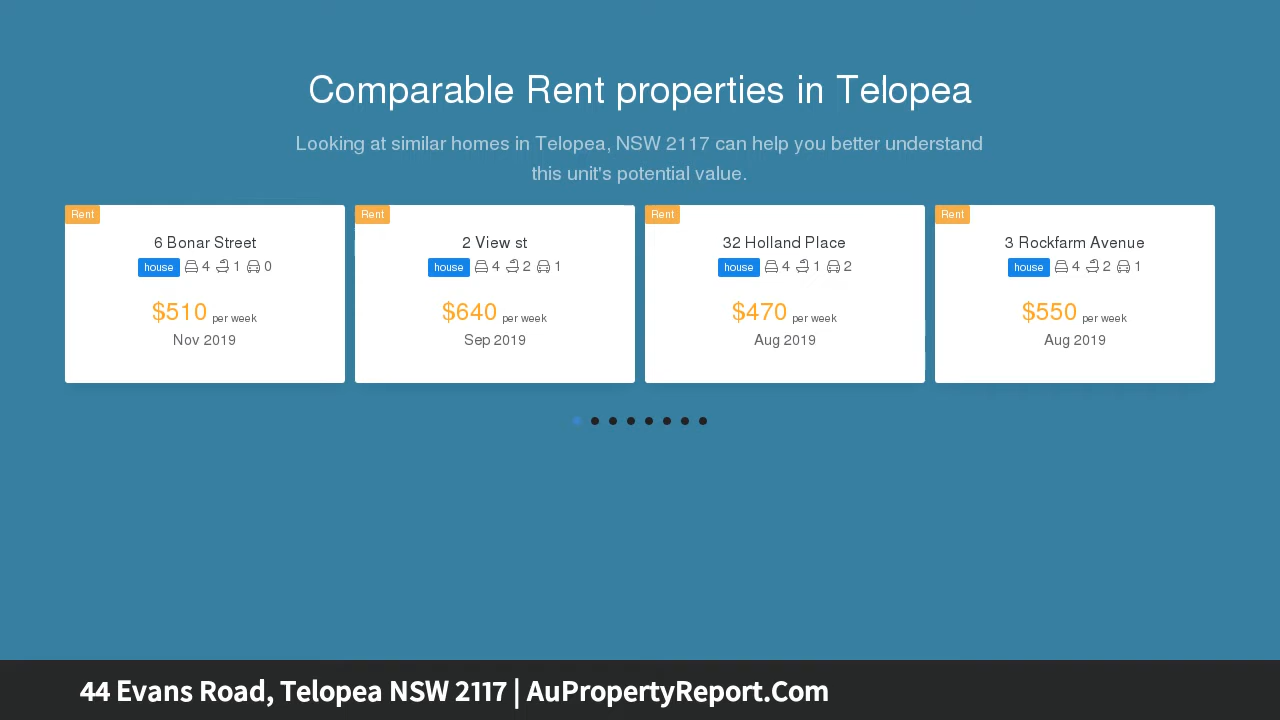 Comparable Rent properties in Telopea
Looking at similar homes in Telopea, NSW 2117 can help you better understand
this unit's potential value.
Rent
6 Bonar Street
house 4 1 0
$510 per week
Nov 2019
Rent
2 View st
house 4 2 1
$640 per week
Sep 2019
Rent
32 Holland Place
house 4 1 2
$470 per week
Aug 2019
Rent
3 Rockfarm Avenue
house 4 2 1
$550 per week
Aug 2019
44 Evans Road, Telopea NSW 2117 | AuPropertyReport.Com